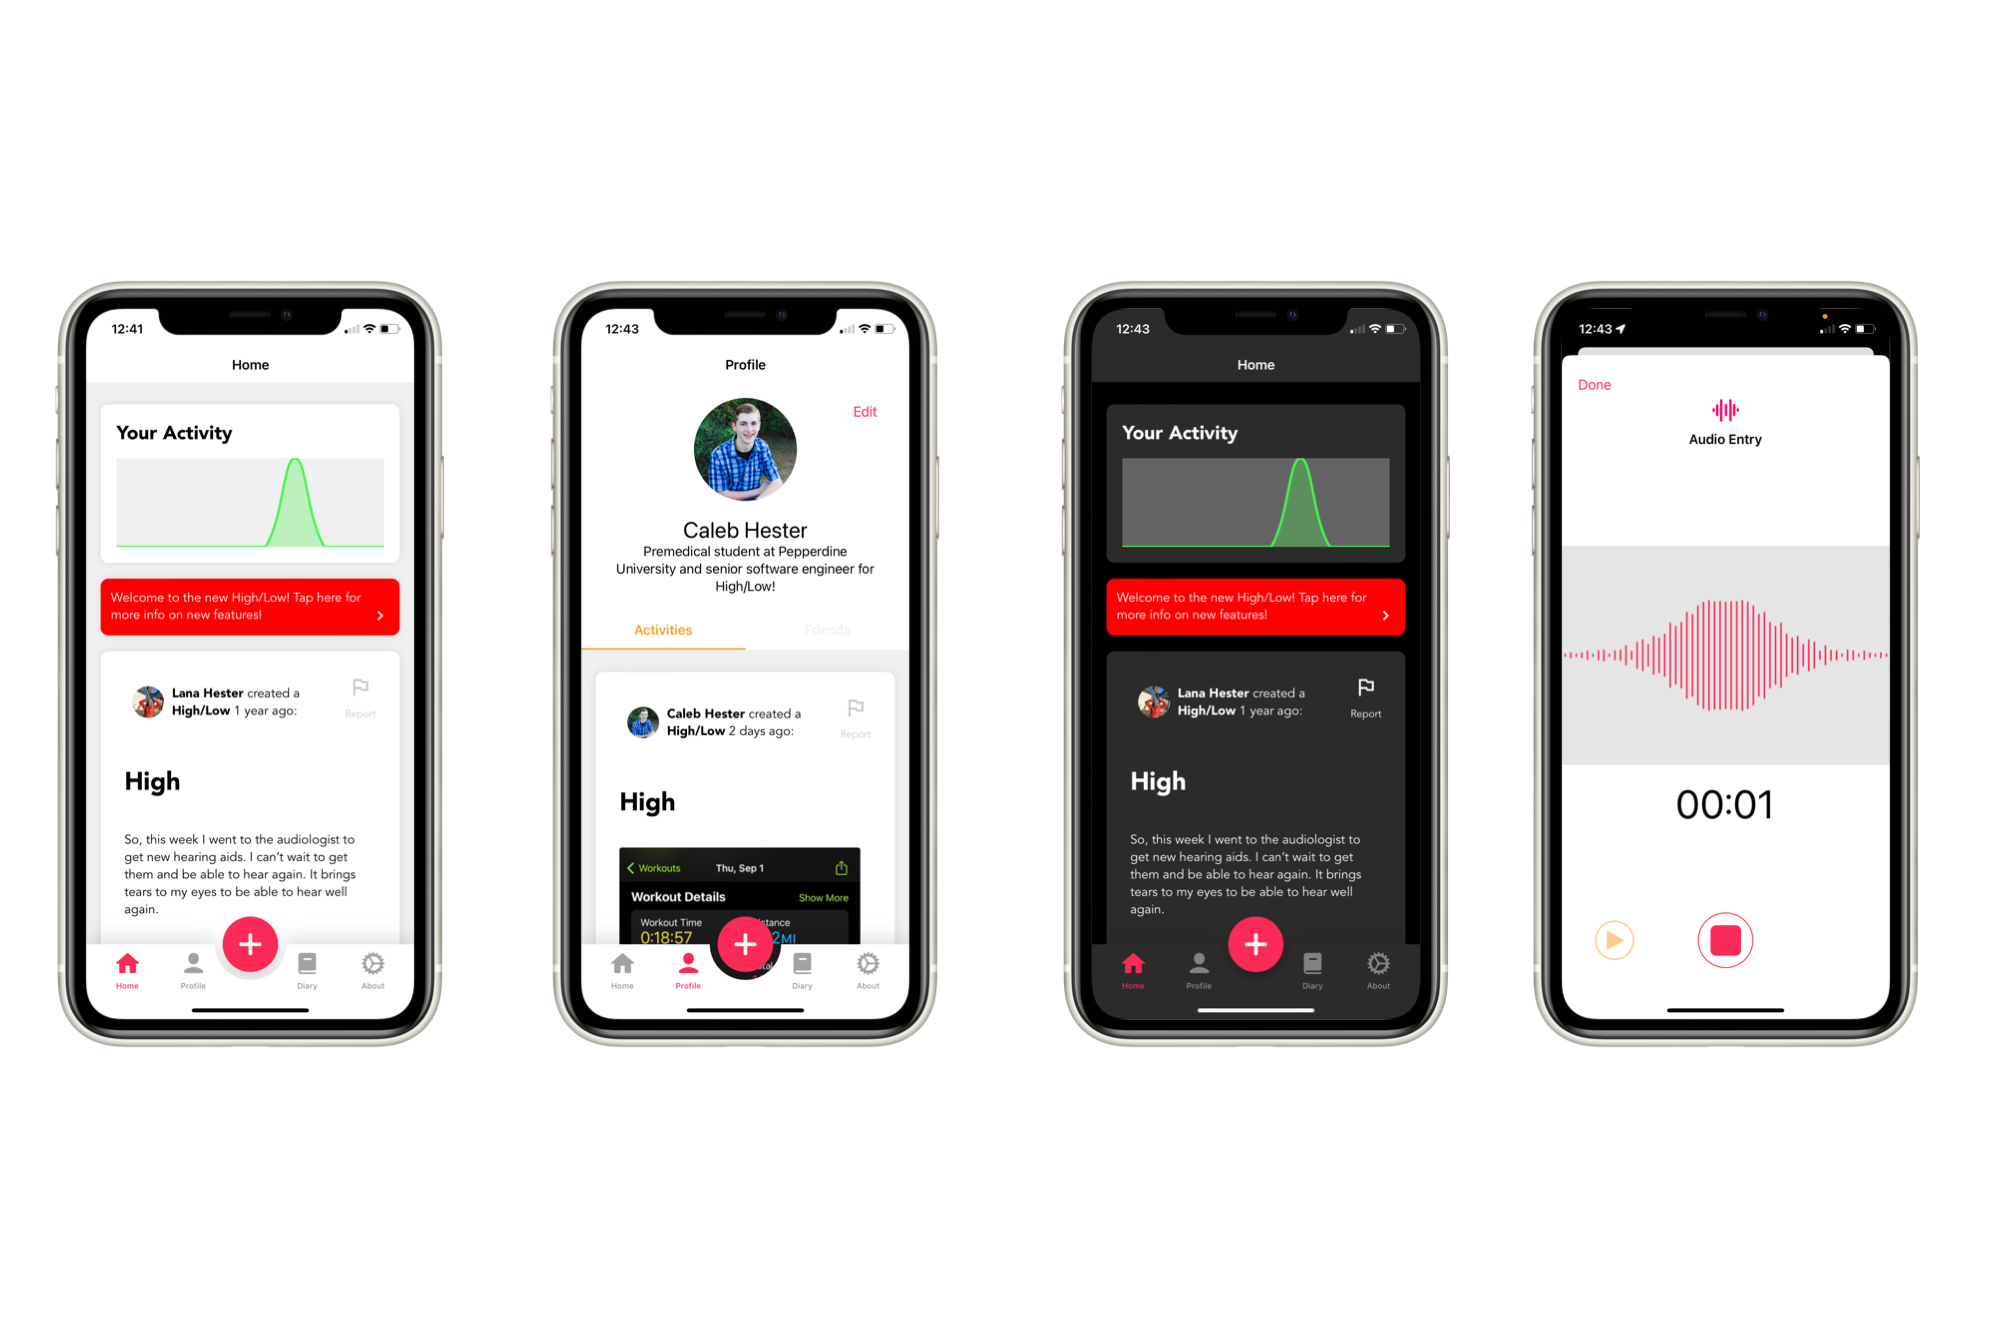 12:41
Home
Your Activity
Welcome to the new High/Low! Tap here for
more info on new features!
Lana Hester created a
High/Low 1 year ago:
Report
High
So, this week I went to the audiologist to
get new hearing aids. I can't wait to get
them and be able to hear again. It brings
tears to my eyes to be able to hear well
again.
Home
Profile
Diary
About
12:43
Profile
Edit
Caleb Hester
Premedical student at Pepperdine
University and senior software engineer for
High/Low!
Activities
Friends
Caleb Hester created a
High/Low 2 days ago:
Report
High
Workouts
Thu, Sep 1
Workout Details
Show More
Workout Time
0:18:57
2MI
Home
Profile
Diary
About
12:43
Home
Your Activity
Welcome to the new High/Low! Tap here for
more info on new features!
Lana Hester created a
High/Low 1 year ago:
Report
High
So, this week I went to the audiologist to
get new hearing aids. I can't wait to get
them and be able to hear again. It brings
tears to my eyes to be able to hear well
again.
Home
Profile
Diary
About
12:43
Done
Audio Entry
00:01